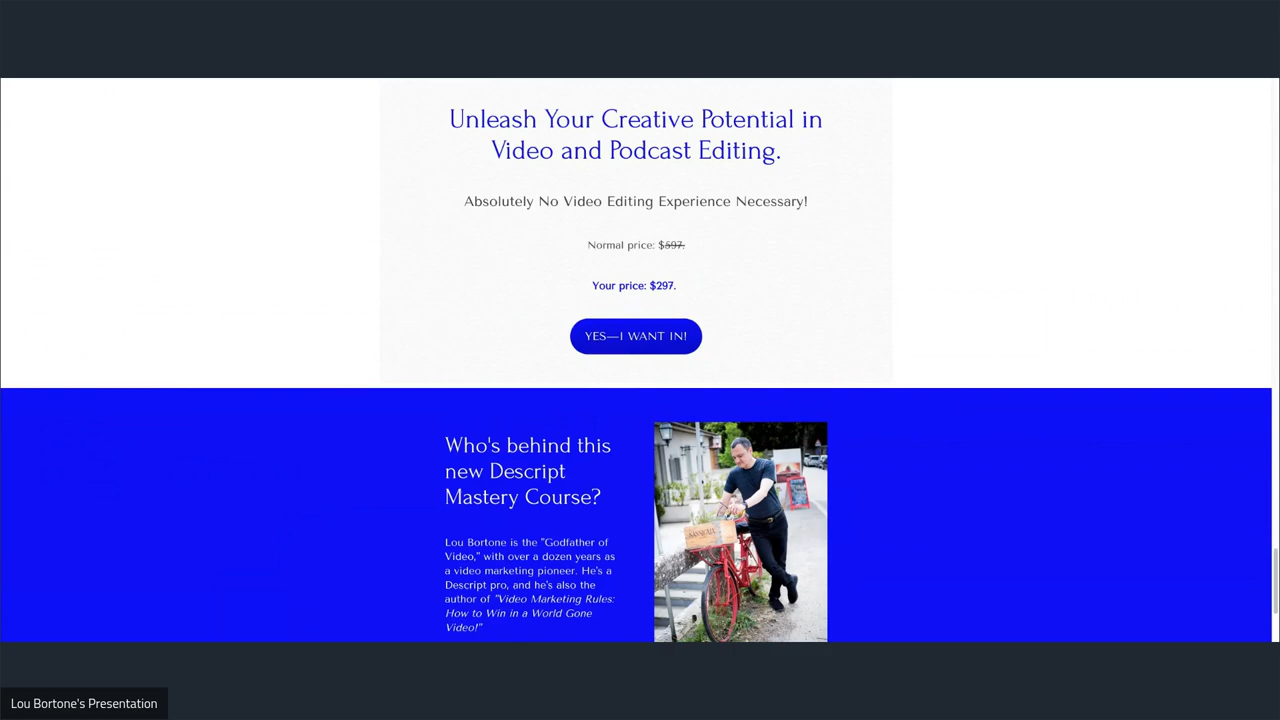 Unleash Your Creative Potential in
Video and Podcast Editing.
Absolutely No Video Editing Experience Necessary!
Normal price: $597.
Your price: $297.
YES—I WANT IN!
Who's behind this
new Descript
Mastery Course?
Lou Bortone is the "Godfather of
Video," with over a dozen years as
a video marketing pioneer. He's a
Descript pro, and he's also the
author of "Video Marketing Rules:
How to Win in a World Gone
Video!"
Lou Bortone's Presentation